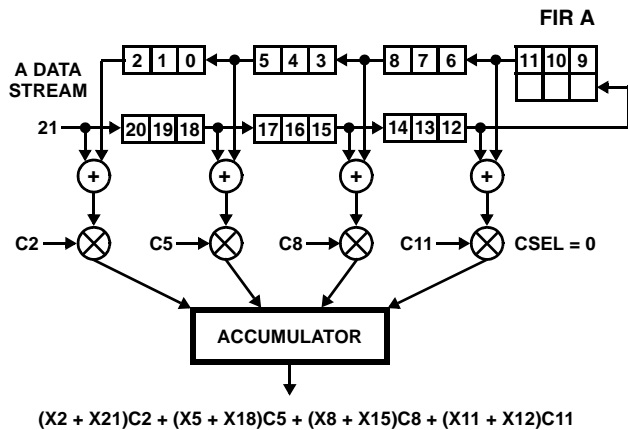 FIR A
2 1 0 5 4 3 8 7 6 11 10 9
A DATA
STREAM
21 20 19 18 17 16 15 14 13 12
+ + + +
C2 C5 C8 C11 CSEL = 0
ACCUMULATOR
(X2 + X21)C2 + (X5 + X18)C5 + (X8 + X15)C8 + (X11 + X12)C11